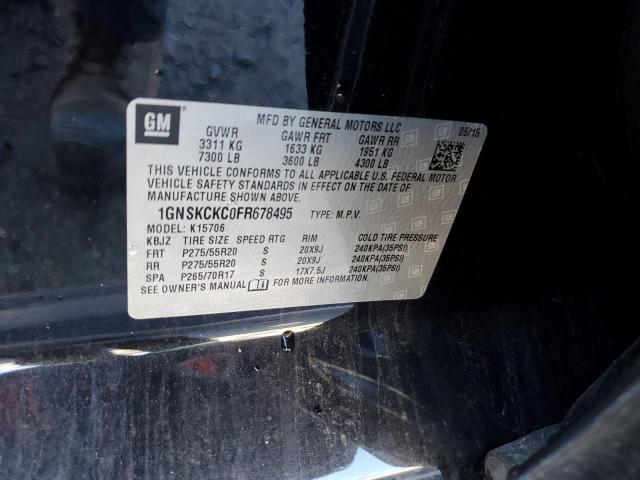 GM
MFD BY GENERAL MOTORS LLC 05/15
GVWR GAWR FRT GAWR RR
3311 KG 1633 KG 1951 KG
7300 LB 3600 LB 4300 LB
THIS VEHICLE CONFORMS TO ALL APPLICABLE U.S. FEDERAL MOTOR
VEHICLE SAFETY STANDARDS IN EFFECT ON THE DATE OF
MANUFACTURE SHOWN ABOVE.
1GNSKCKC0FR678495 TYPE: M.P.V.
MODEL: K15706
KBJZ TIRE SIZE SPEED RTG RIM COLD TIRE PRESSURE
FRT P275/55R20 S 20X9J 240KPA(35PSI)
RR P275/55R20 S 20X9J 240KPA(35PSI)
SPA P265/70R17 S 17X7.5J 240KPA(35PSI)
SEE OWNER'S MANUAL FOR MORE INFORMATION.